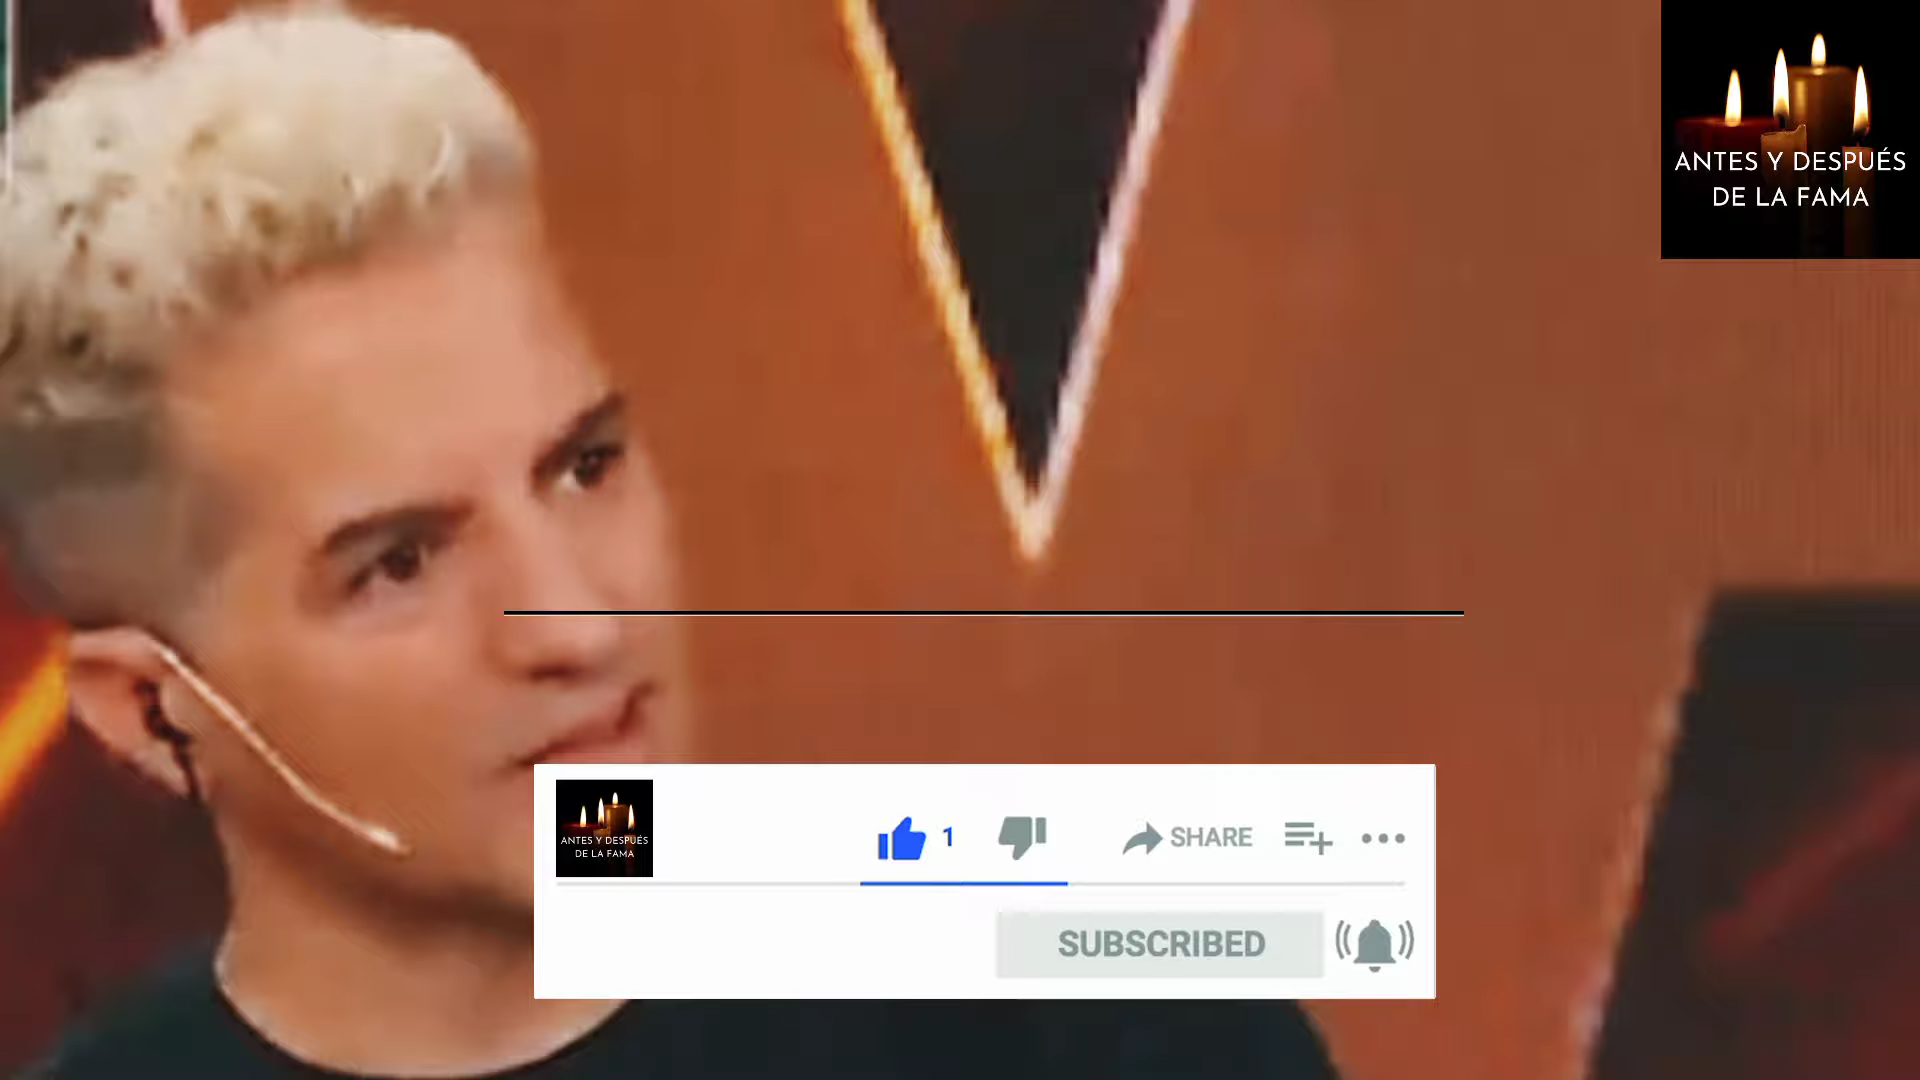 ANTES Y DESPUÉS
DE LA FAMA
ANTES Y DESPUÉS
DE LA FAMA
1
SHARE
SUBSCRIBED